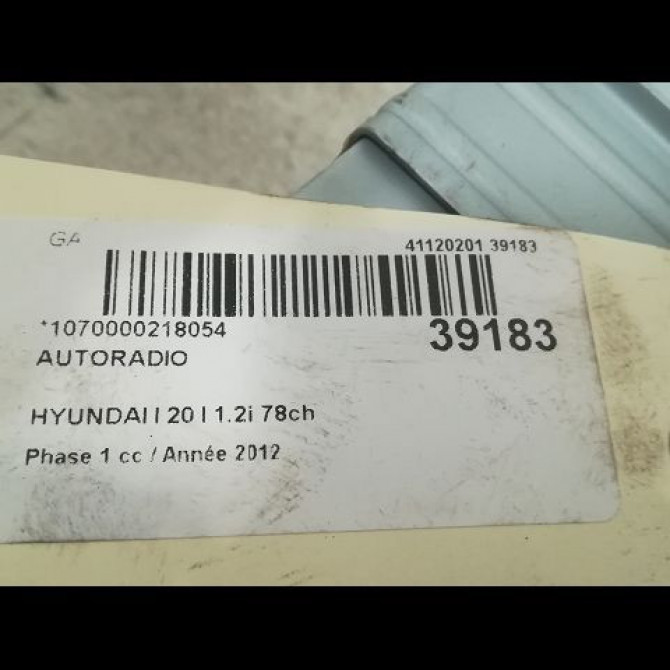 GA
41120201 39183
*1070000218054
39183
AUTORADIO
HYUNDAI I 20 I 1.2i 78ch
Phase 1 cc / Année 2012